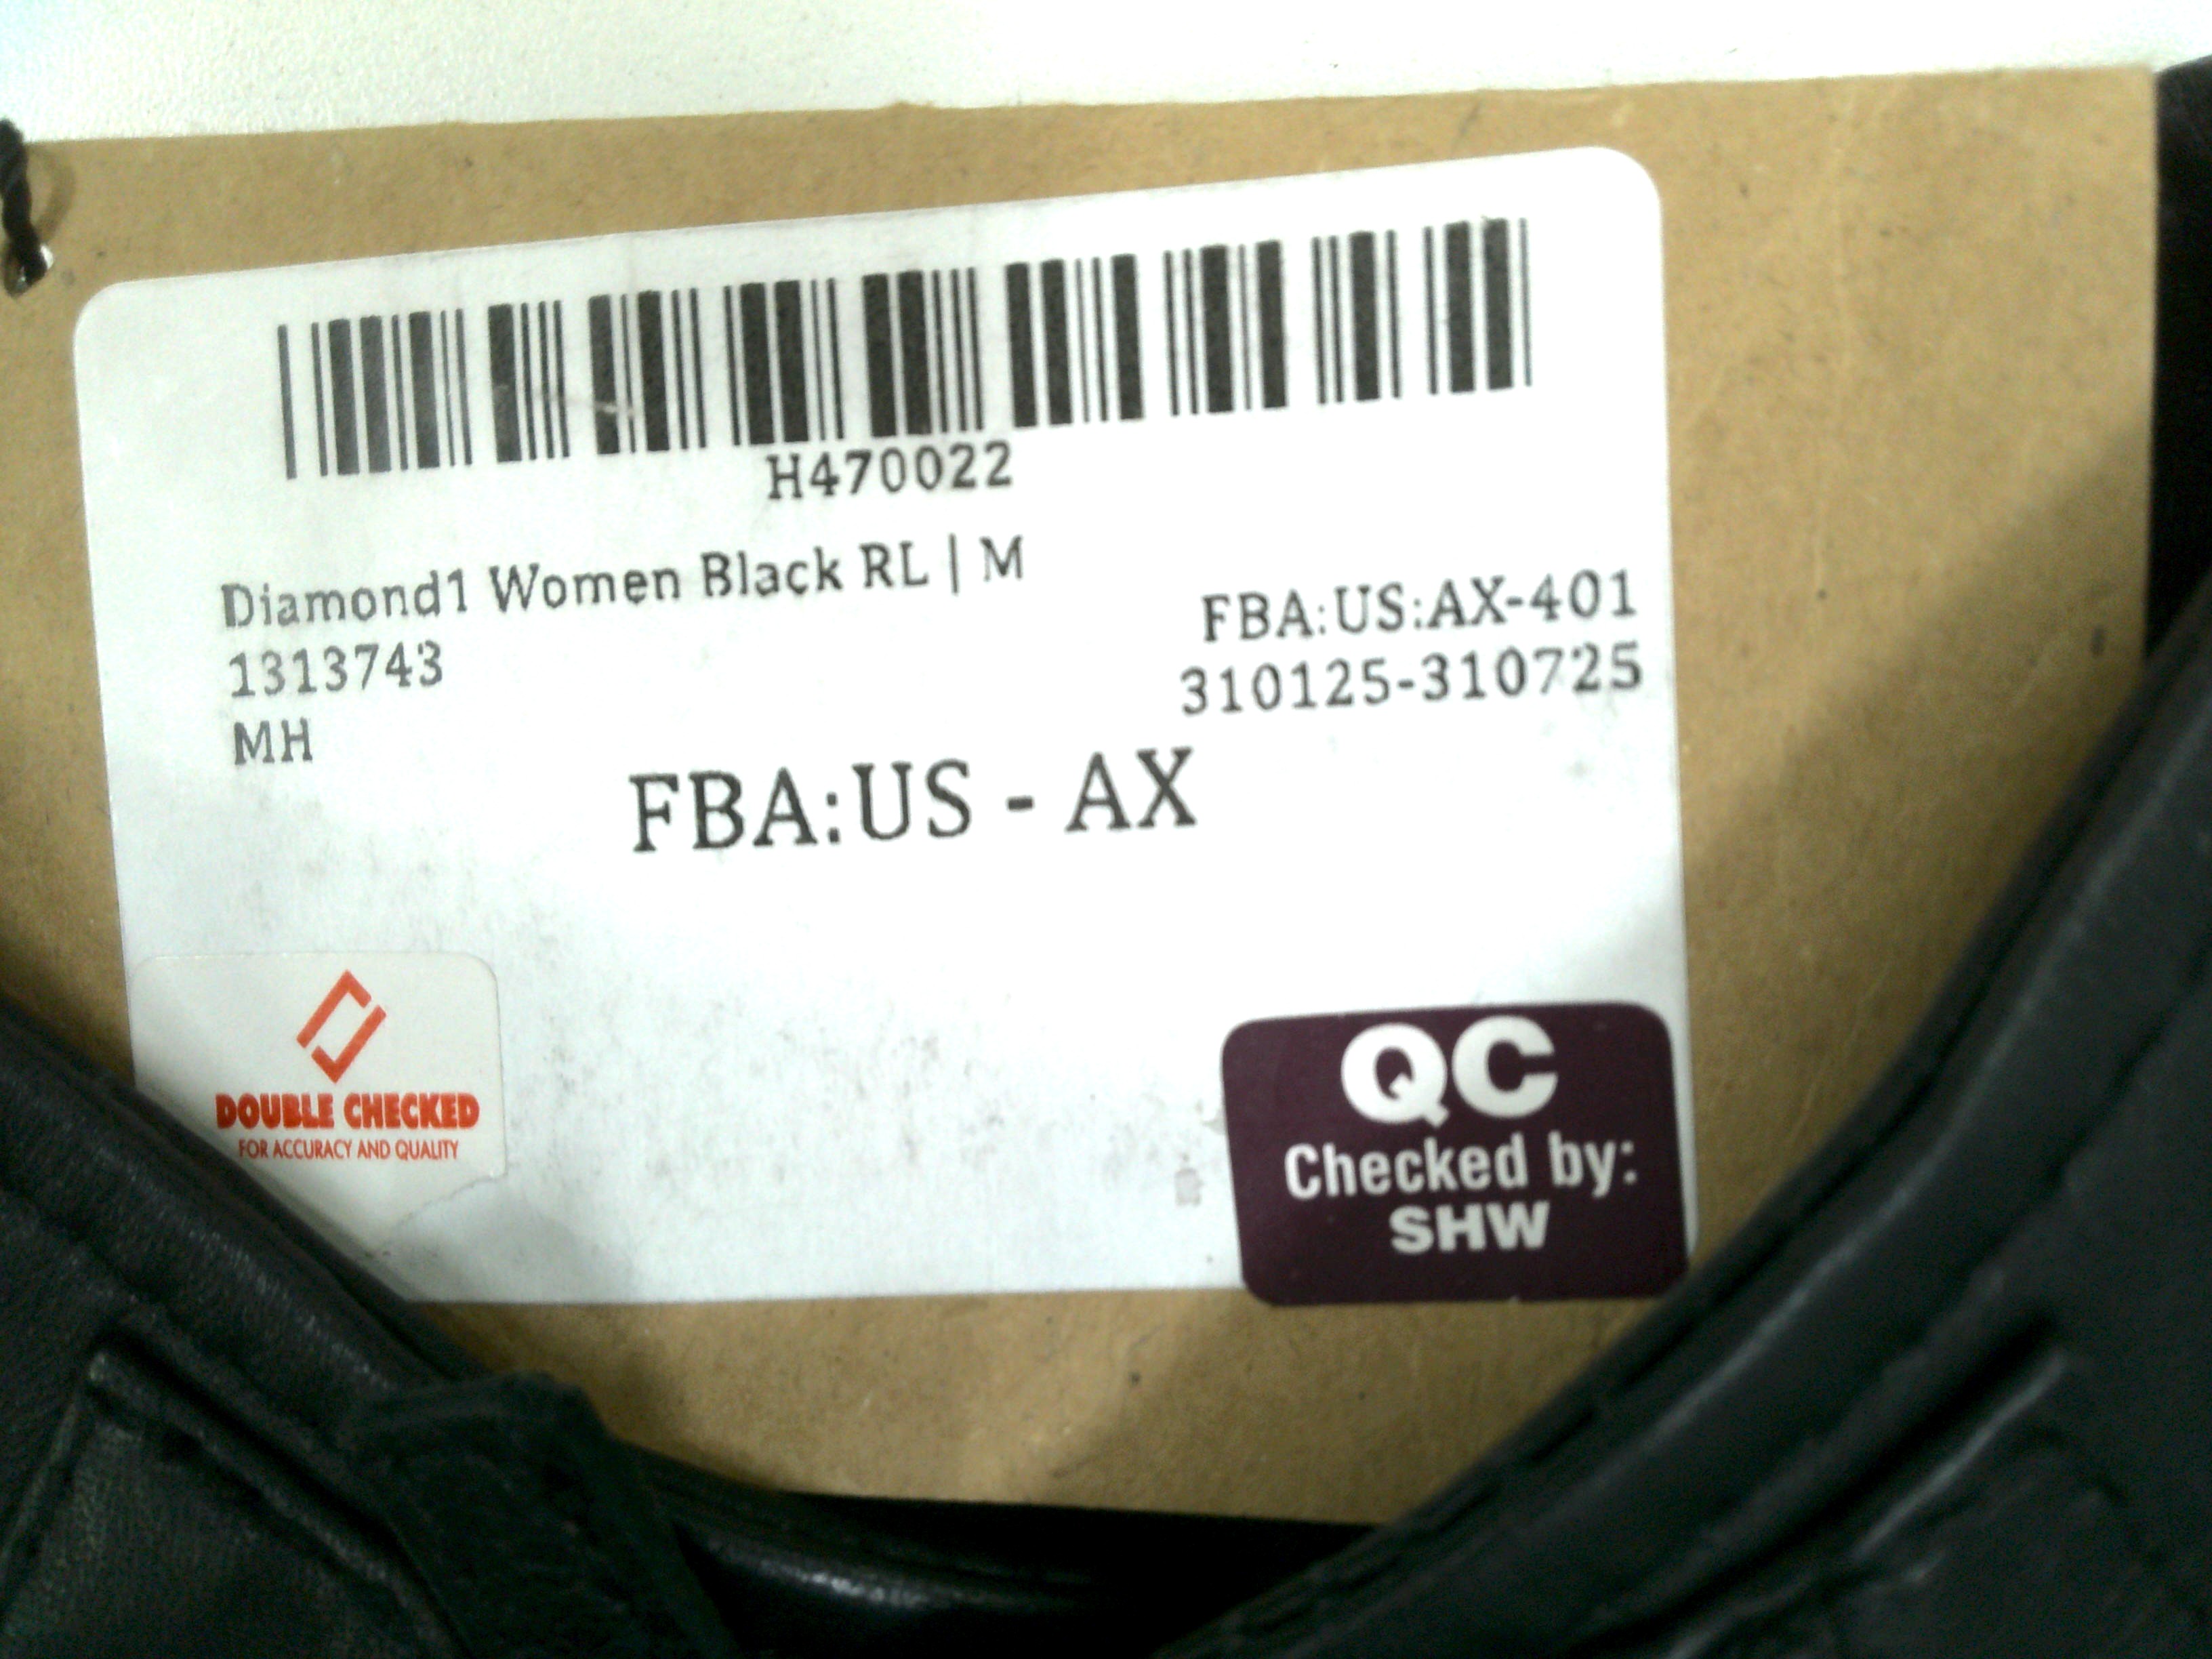 H470022
Diamond1 Women Black RL | M
1313743
FBA:US:AX-401
MH
310125-310725
FBA:US - AX
DOUBLE CHECKED
FOR ACCURACY AND QUALITY
QC
Checked by:
SHW